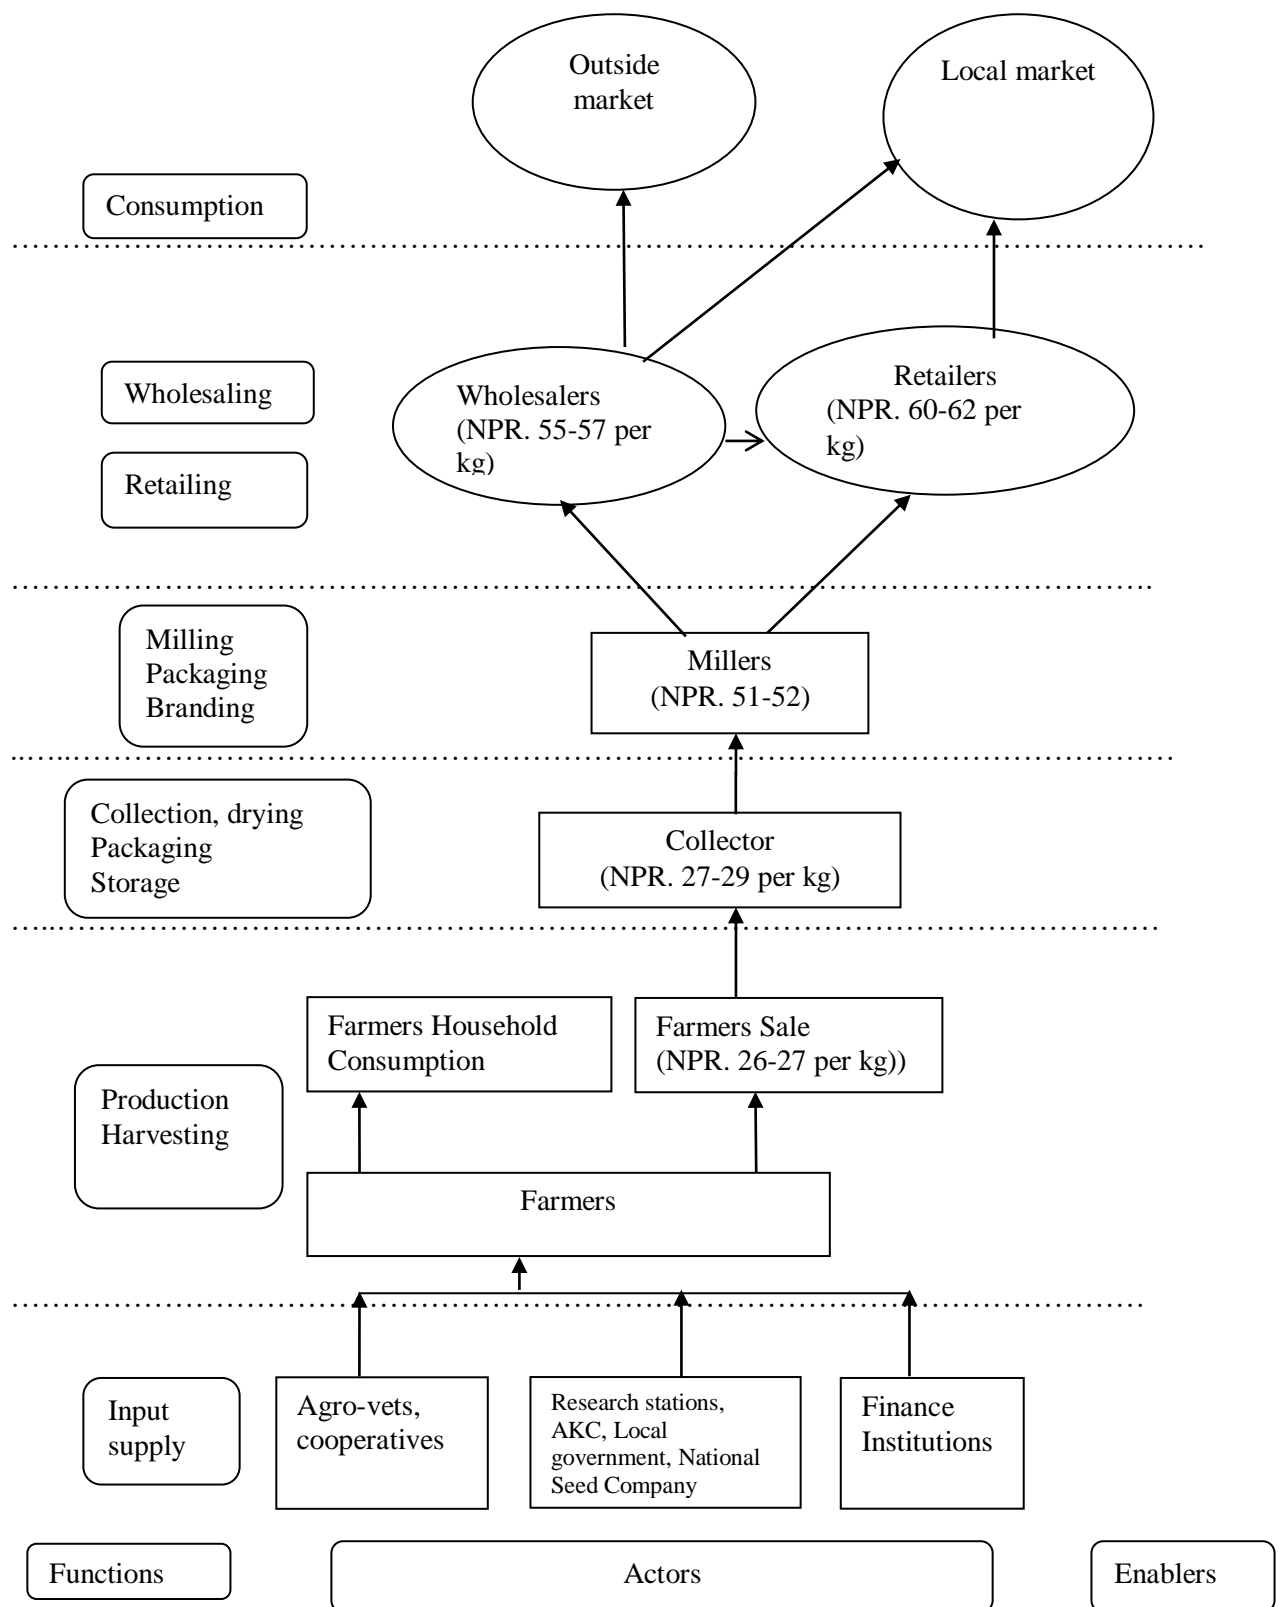 Outside
market
Local market
Consumption
Wholesaling
Wholesalers
(NPR. 55-57 per
kg)
Retailers
(NPR. 60-62 per
kg)
Retailing
Milling
Packaging
Branding
Millers
(NPR. 51-52)
Collection, drying
Packaging
Storage
Collector
(NPR. 27-29 per kg)
Farmers Household
Consumption
Farmers Sale
(NPR. 26-27 per kg))
Production
Harvesting
Farmers
Input
supply
Agro-vets,
cooperatives
Research stations,
AKC, Local
government, National
Seed Company
Finance
Institutions
Functions
Actors
Enablers